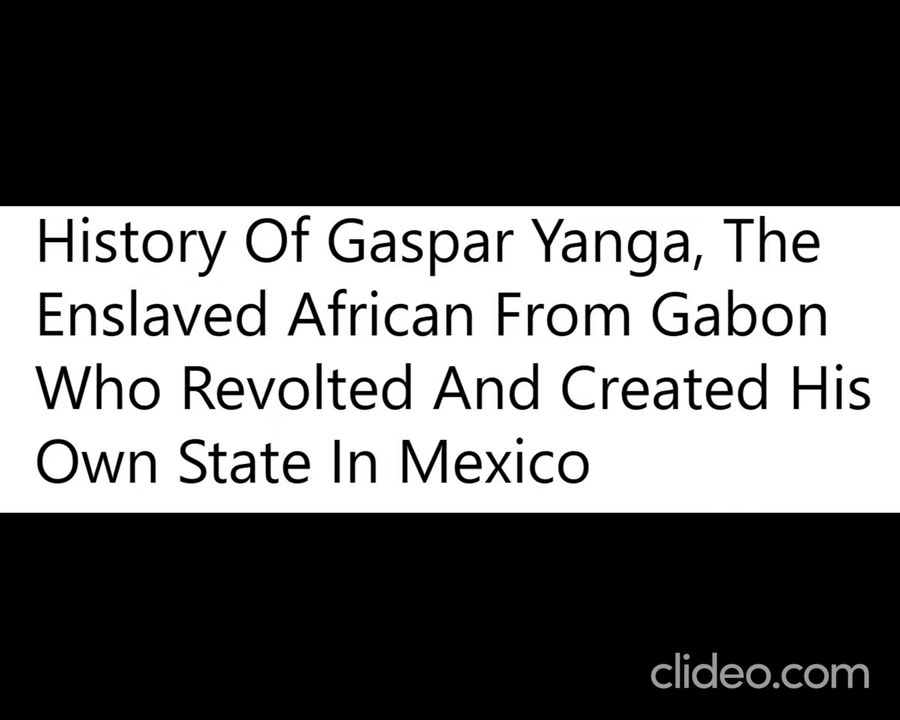 History Of Gaspar Yanga, The
Enslaved African From Gabon
Who Revolted And Created His
Own State In Mexico
clideo.com